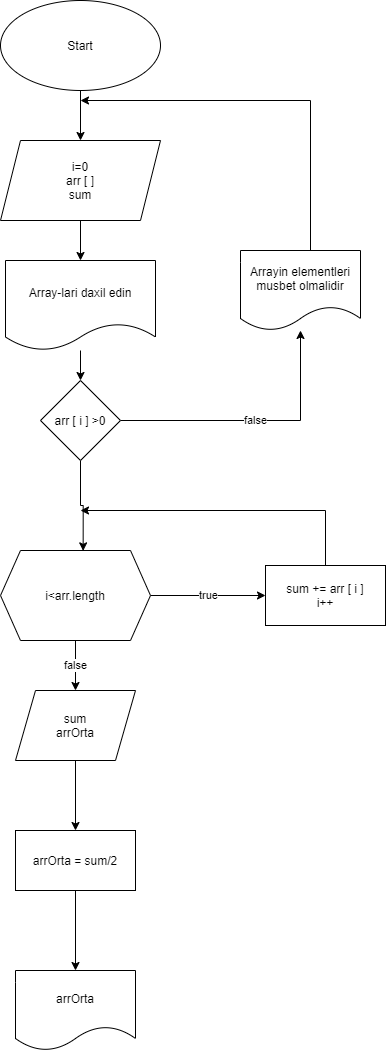 Start
i=0
arr [ ]
sum
Array-lari daxil edin
Arrayin elementleri
musbet olmalidir
arr [ i ] >0
false
i<arr.length
true
sum += arr [ i ]
i++
false
sum
arrOrta
arrOrta = sum/2
arrOrta